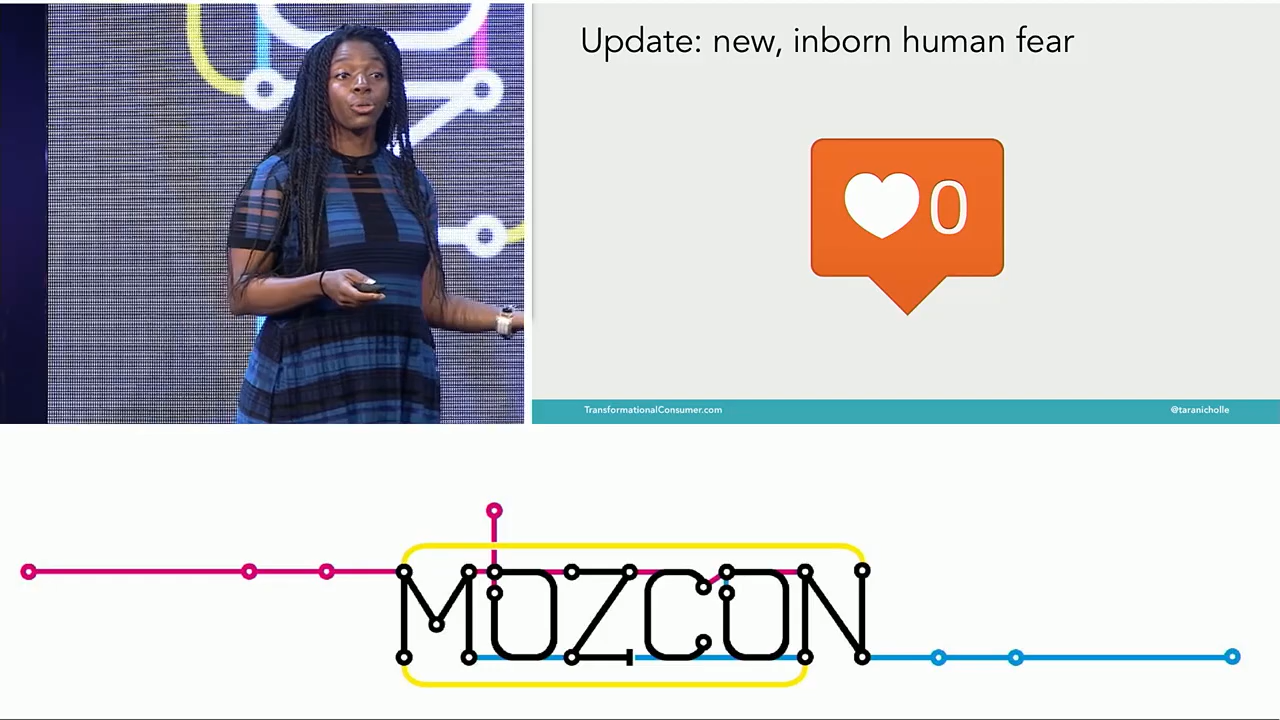 Update: new, inborn human fear
0
TransformationalConsumer.com
@taranicholle
MOZCON